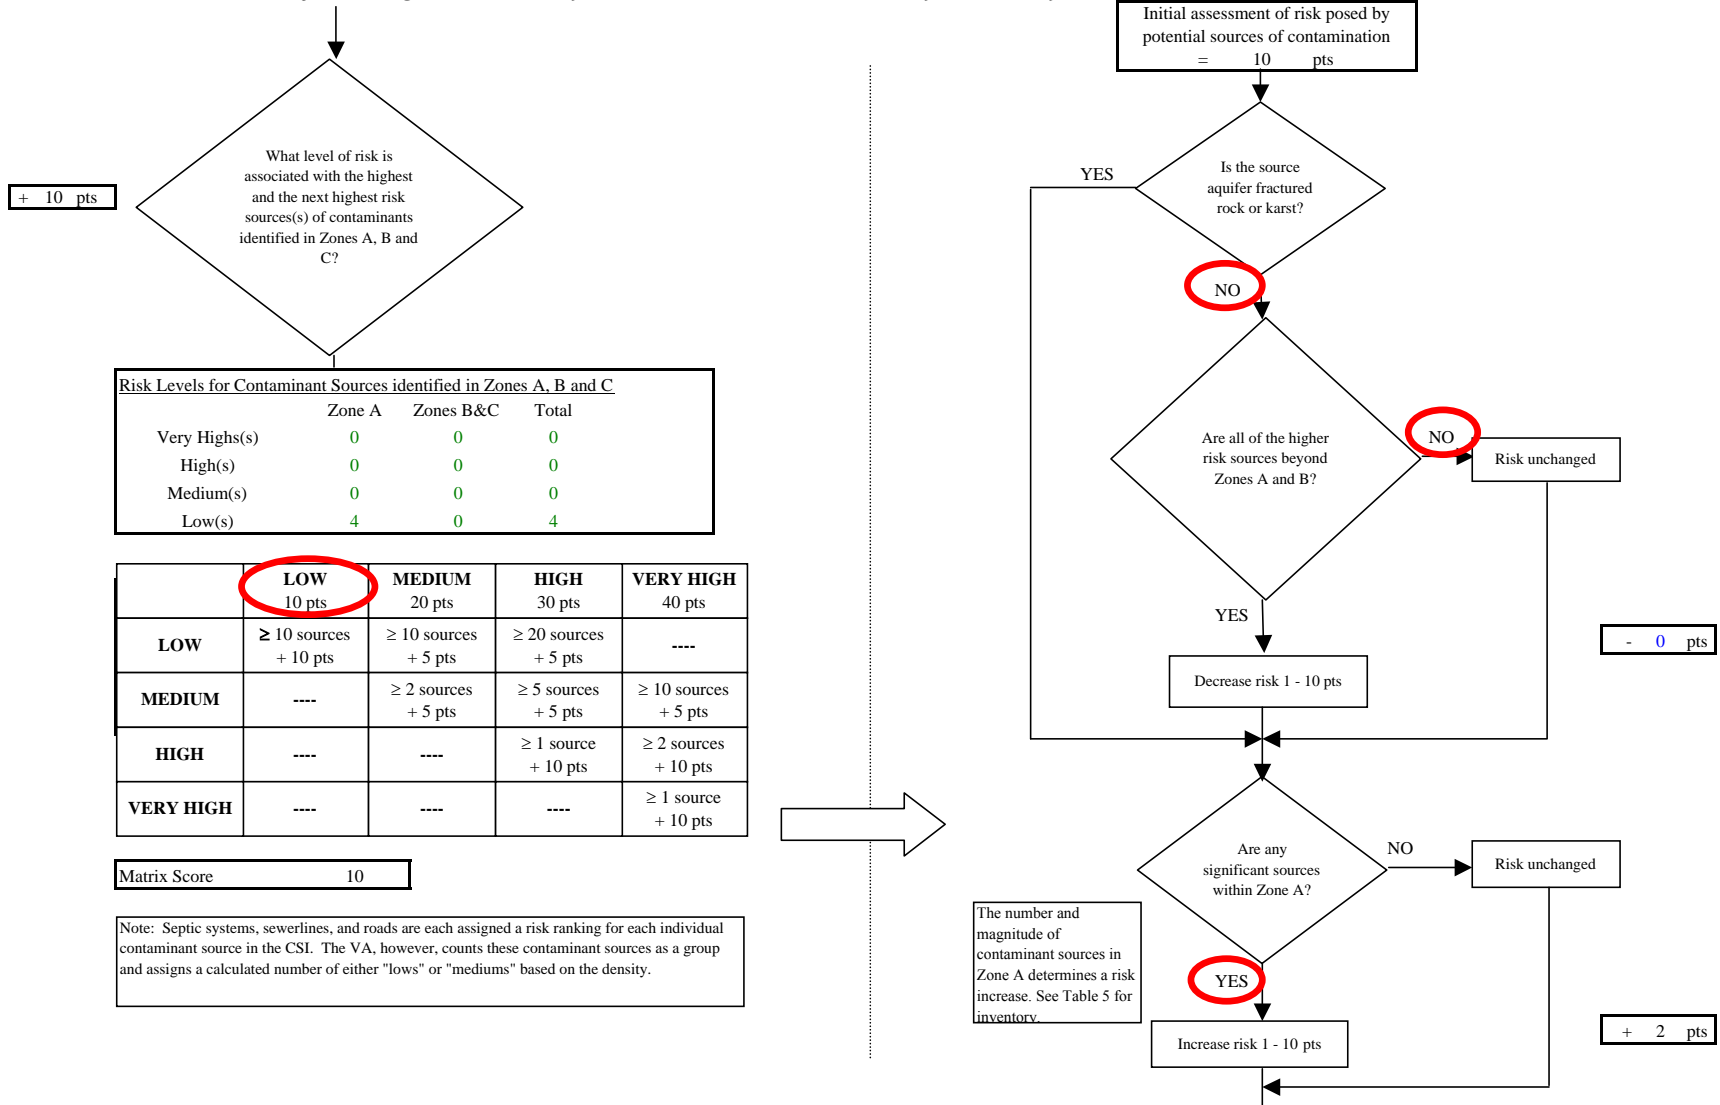 + 10 pts
What level of risk is
associated with the highest
and the next highest risk
sources(s) of contaminants
identified in Zones A, B and
C?
Risk Levels for Contaminant Sources identified in Zones A, B and C
Zone A Zones B&C Total
Very Highs(s) 0 0 0
High(s) 0 0 0
Medium(s) 0 0 0
Low(s) 4 0 4
LOW MEDIUM HIGH VERY HIGH
10 pts 20 pts 30 pts 40 pts
LOW ≥ 10 sources + 10 pts ≥ 10 sources + 5 pts ≥ 20 sources + 5 pts ----
MEDIUM ---- ≥ 2 sources + 5 pts ≥ 5 sources + 5 pts ≥ 10 sources + 5 pts
HIGH ---- ---- ≥ 1 source + 10 pts ≥ 2 sources + 10 pts
VERY HIGH ---- ---- ---- ≥ 1 source + 10 pts
Matrix Score 10
Note: Septic systems, sewerlines, and roads are each assigned a risk ranking for each individual
contaminant source in the CSI. The VA, however, counts these contaminant sources as a group
and assigns a calculated number of either "lows" or "mediums" based on the density.
Initial assessment of risk posed by
potential sources of contamination
= 10 pts
Is the source
aquifer fractured
rock or karst?
YES
NO
Are all of the higher
risk sources beyond
Zones A and B?
NO
Risk unchanged
YES
- 0 pts
Decrease risk 1 - 10 pts
Are any
significant sources
within Zone A?
NO
Risk unchanged
The number and
magnitude of
contaminant sources in
Zone A determines a risk
increase. See Table 5 for
inventory.
YES
+ 2 pts
Increase risk 1 - 10 pts